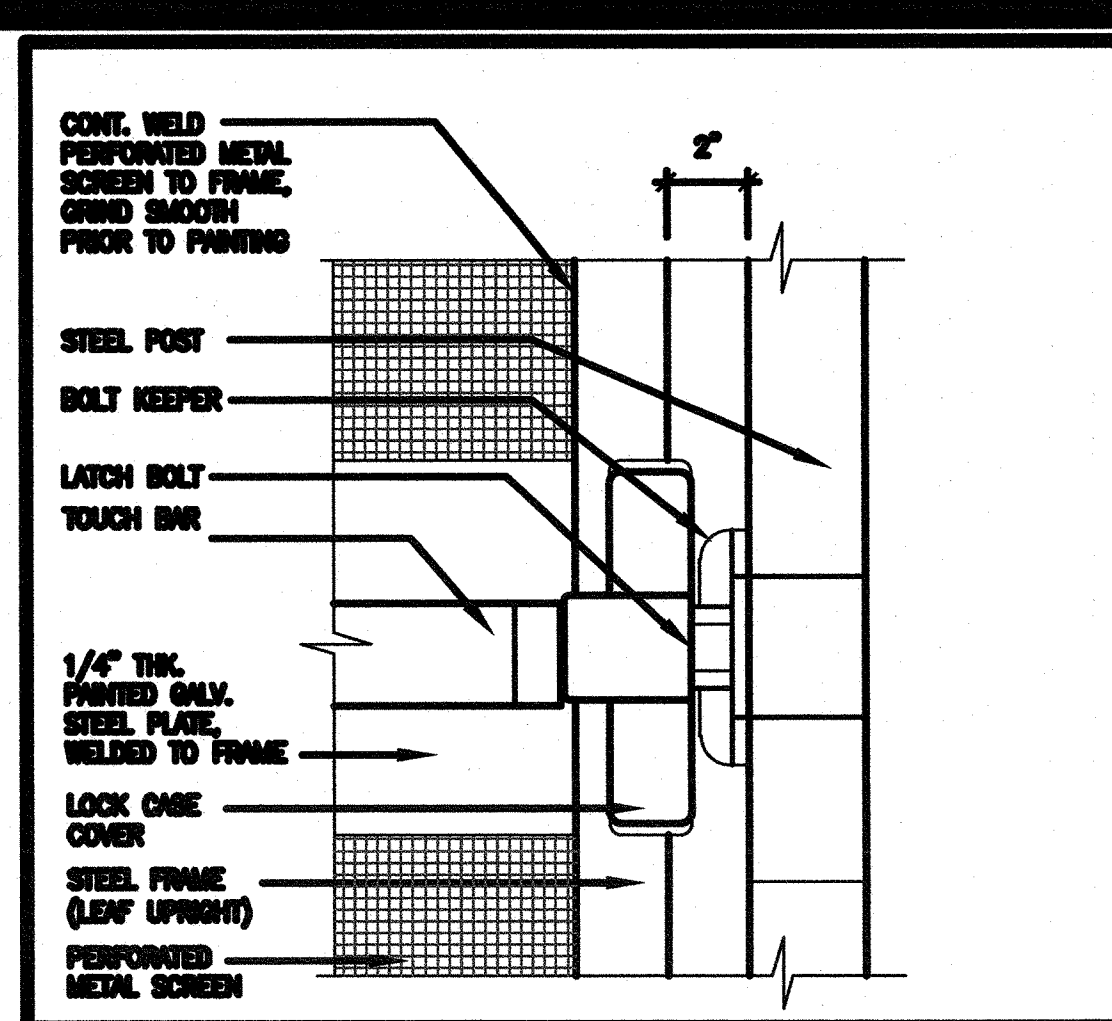 CONT. WELD
PERFORATED METAL
SCREEN TO FRAME,
GRIND SMOOTH
PRIOR TO PAINTING
2"
STEEL POST
BOLT KEEPER
LATCH BOLT
TOUCH BAR
1/4" THK.
PAINTED GALV.
STEEL PLATE,
WELDED TO FRAME
LOCK CASE
COVER
STEEL FRAME
(LEAF UPRIGHT)
PERFORATED
METAL SCREEN